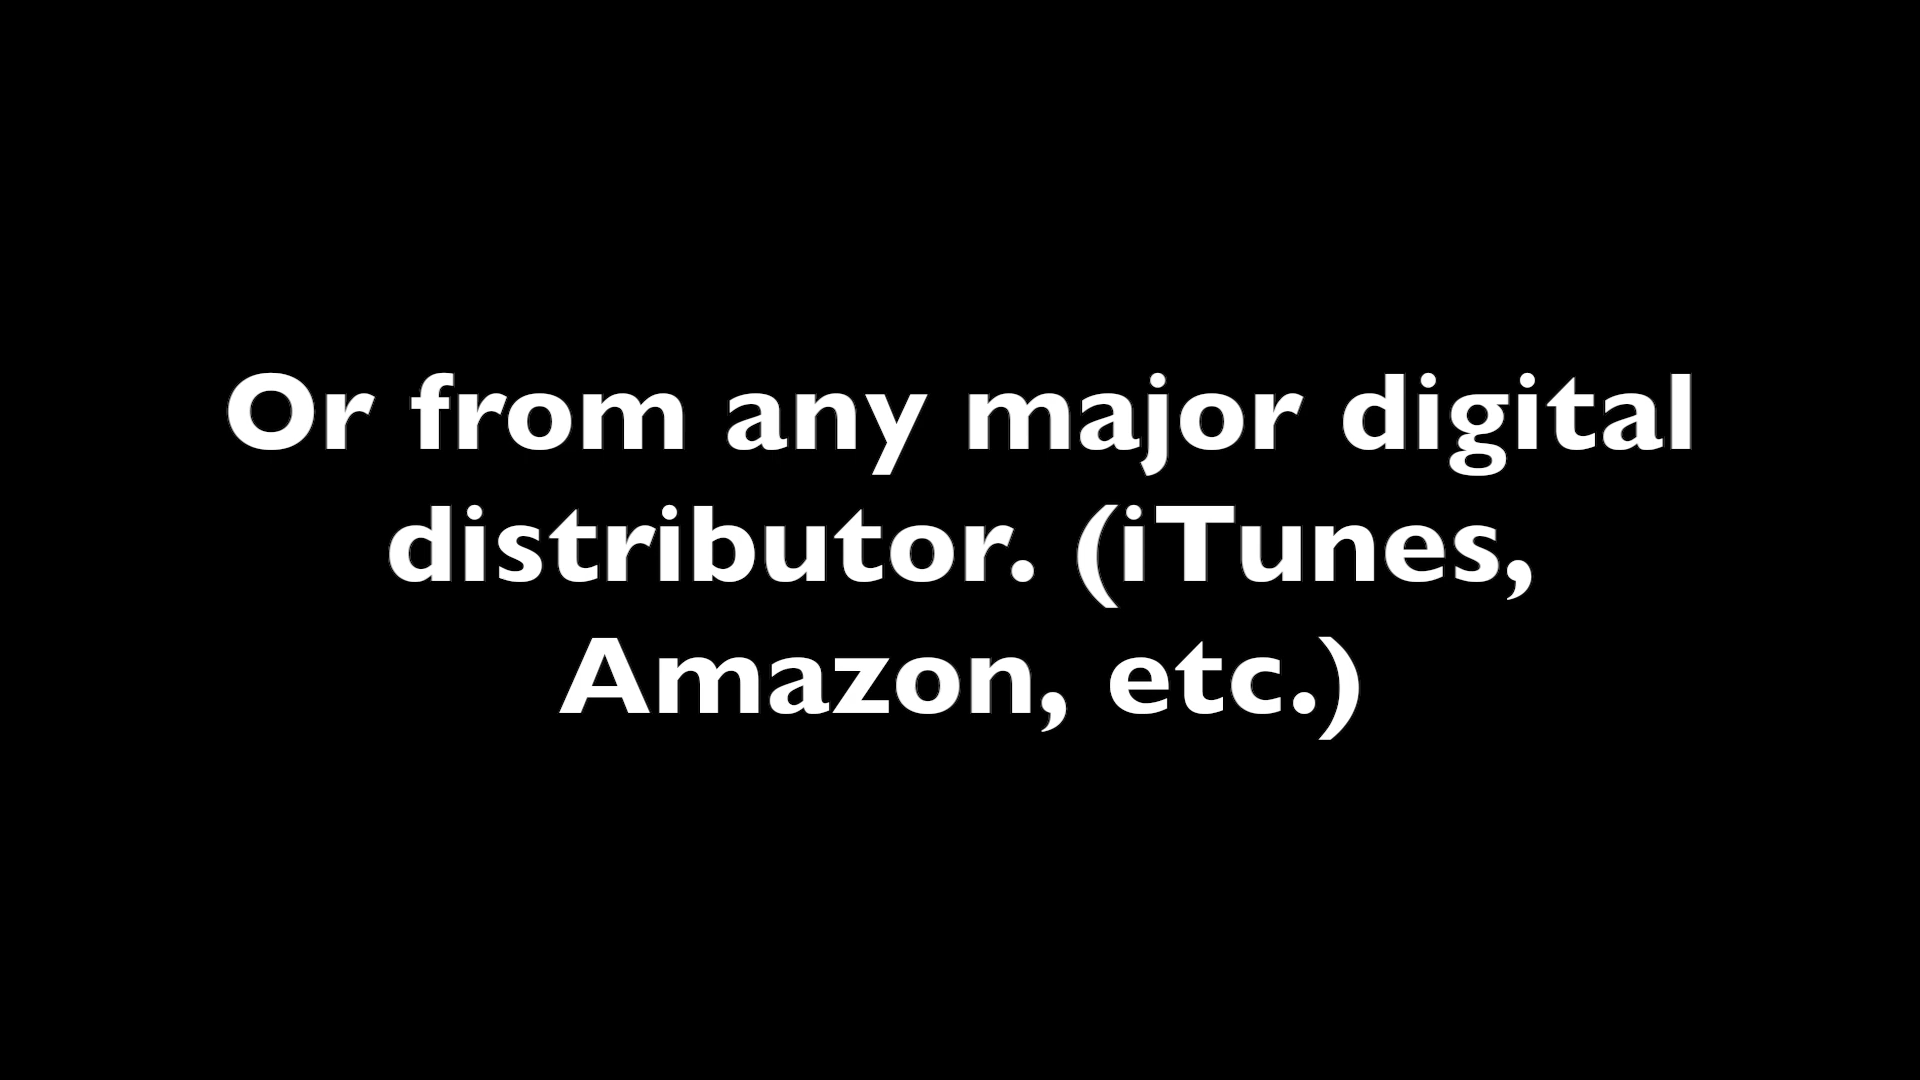 Or from any major digital
distributor. (iTunes,
Amazon, etc.)